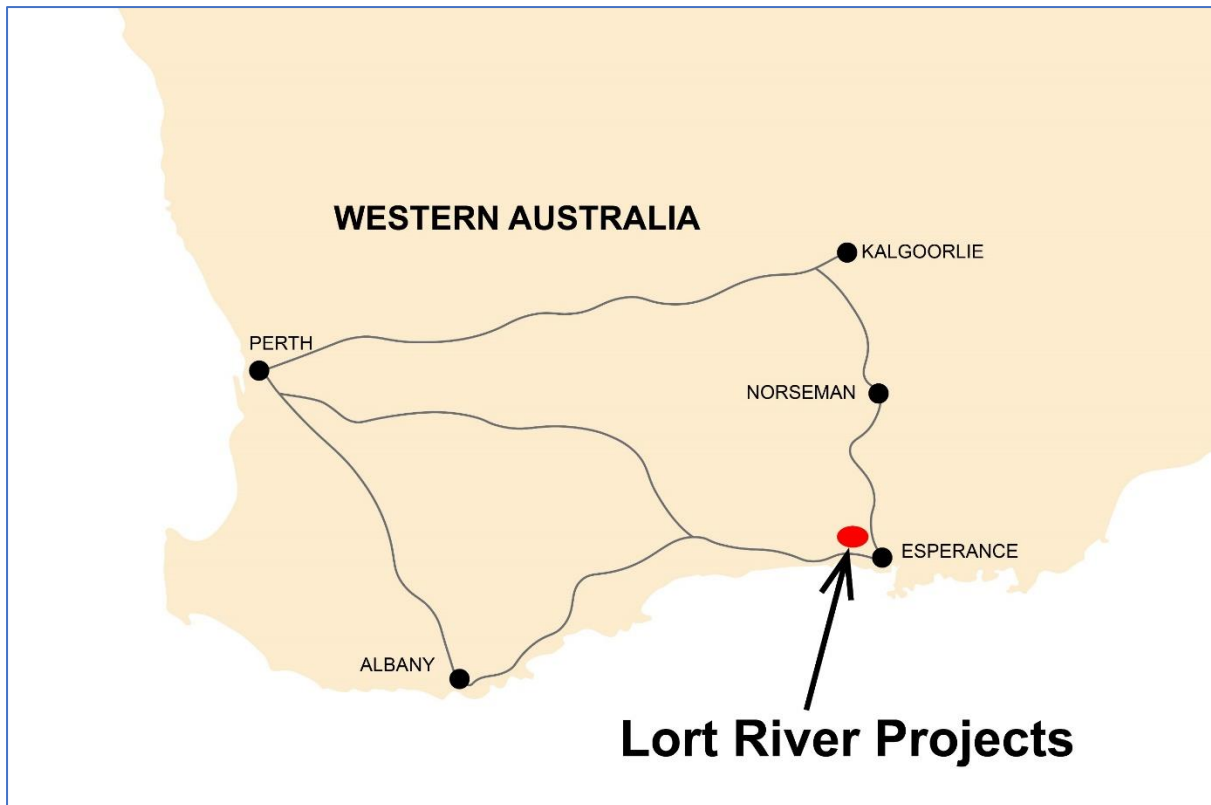 WESTERN AUSTRALIA
KALGOORLIE
PERTH
NORSEMAN
ESPERANCE
ALBANY
Lort River Projects